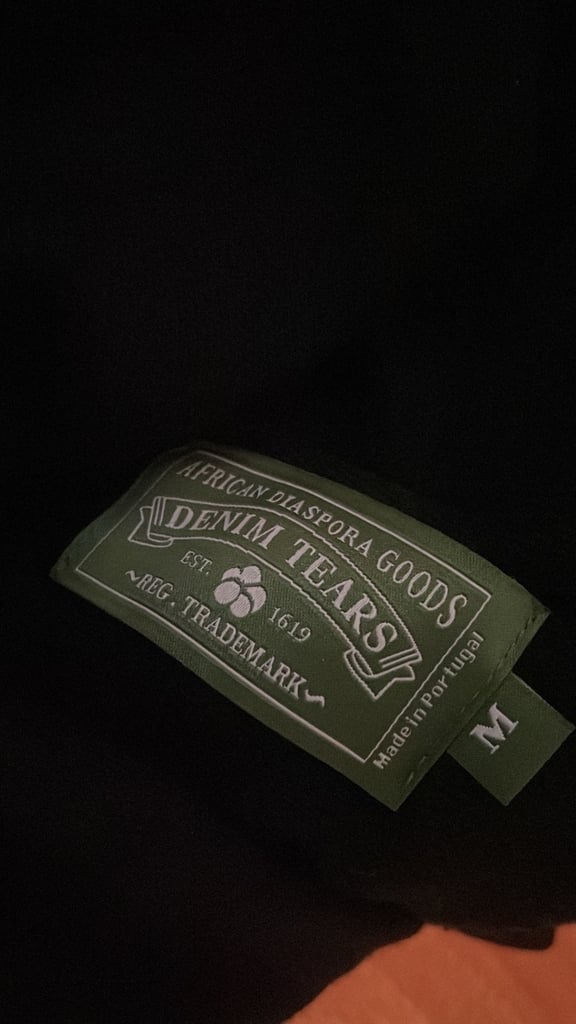 AFRICAN DIASPORA GOODS
DENIM TEARS
EST. 1619
~REG. TRADEMARK~
Made in Portugal
M